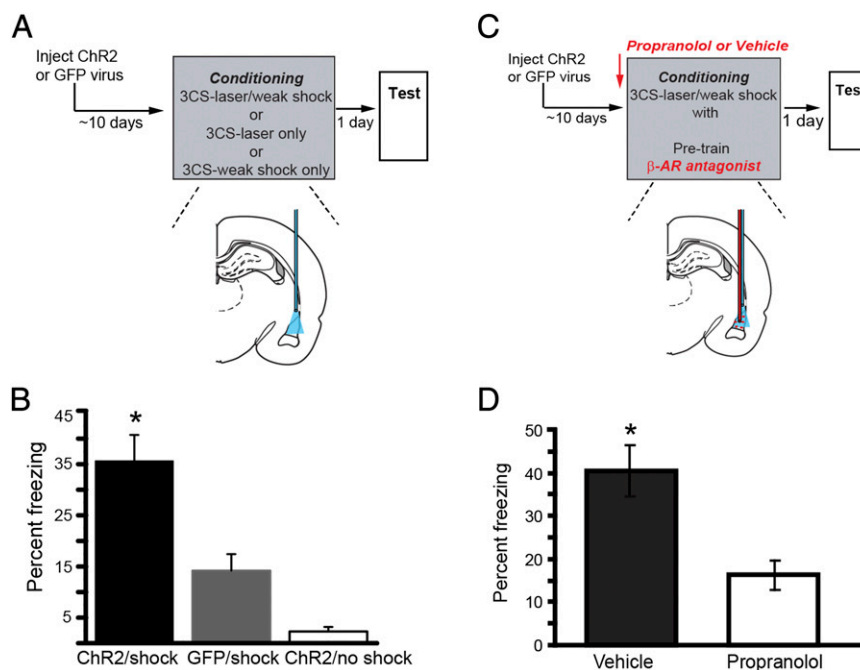 A
Inject ChR2
or GFP virus
~10 days
Conditioning
3CS-laser/weak shock
or
3CS-laser only
or
3CS-weak shock only
1 day
Test
B
Percent freezing
45
35
25
15
5
*
ChR2/shock
GFP/shock
ChR2/no shock
C
Propranolol or Vehicle
Inject ChR2
or GFP virus
~10 days
Conditioning
3CS-laser/weak shock
with
Pre-train
β-AR antagonist
1 day
Test
D
Percent freezing
50
40
30
20
10
0
*
Vehicle
Propranolol